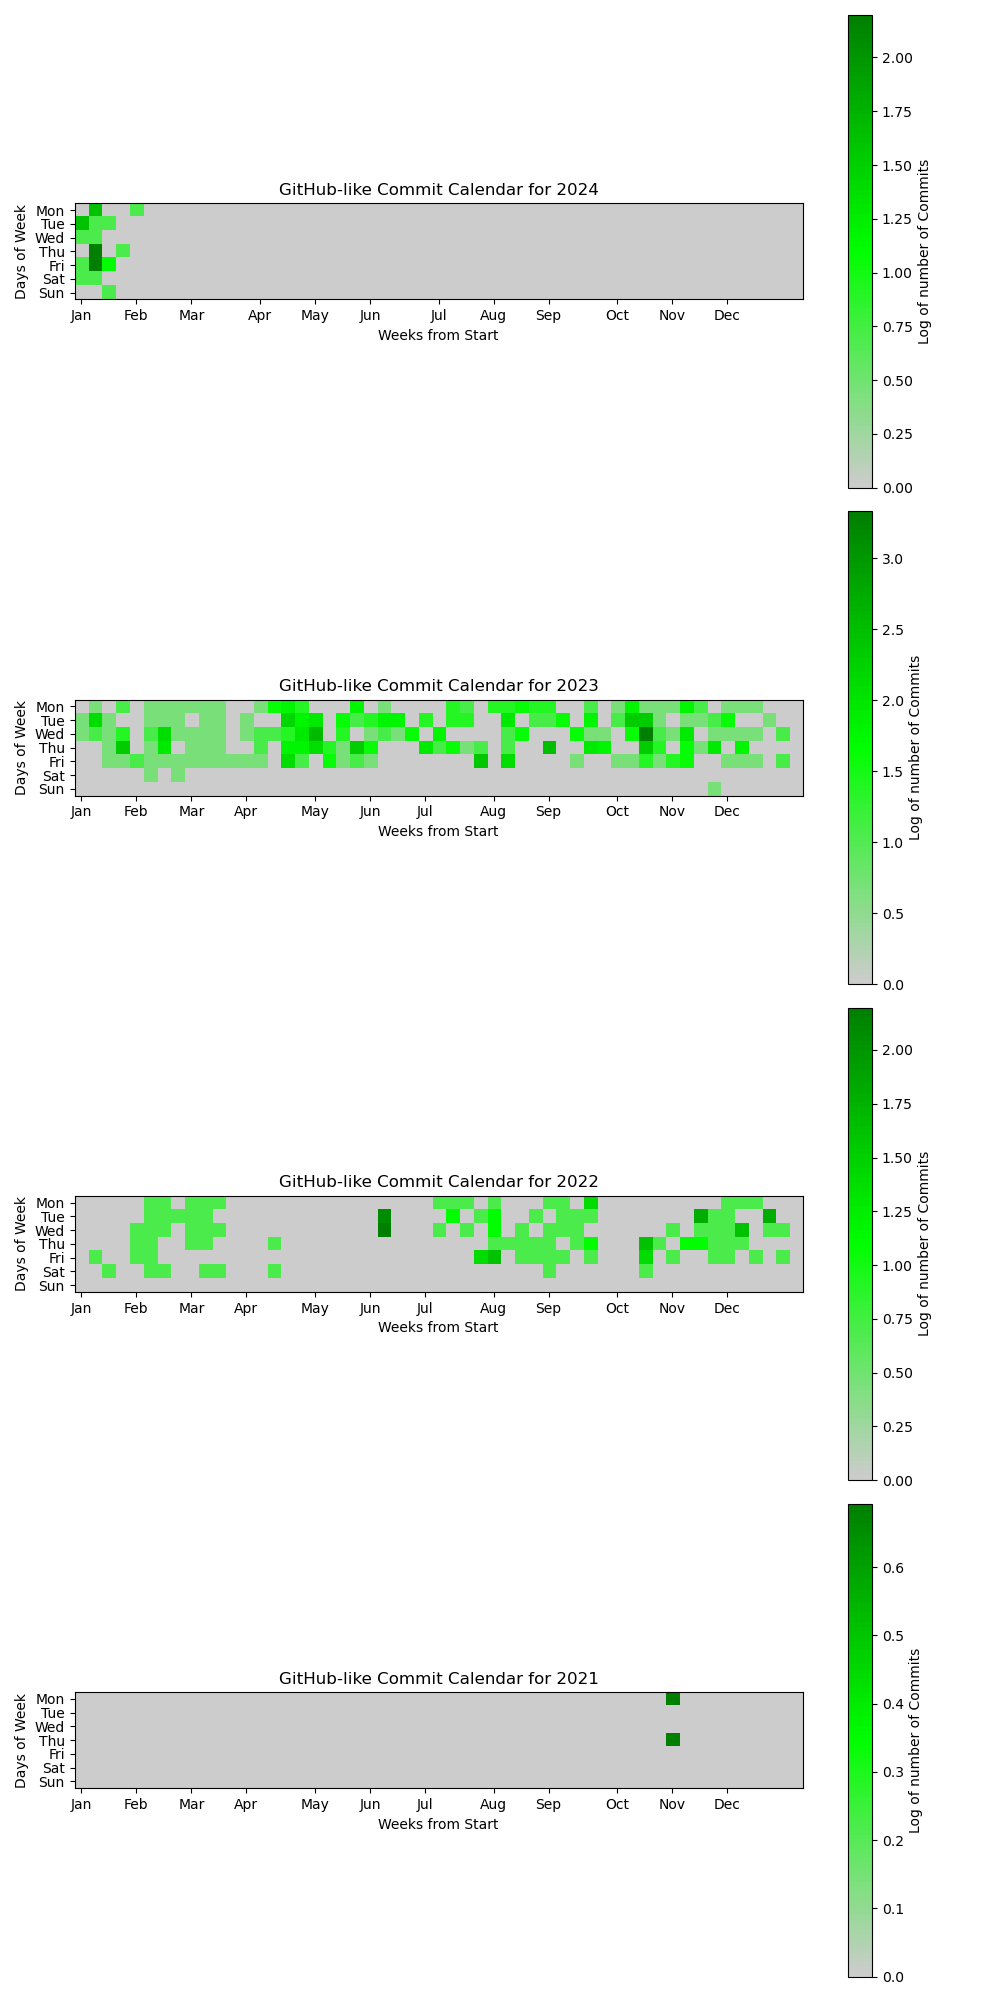 GitHub-like Commit Calendar for 2024
Days of Week
Mon
Tue
Wed
Thu
Fri
Sat
Sun
Jan Feb Mar Apr May Jun Jul Aug Sep Oct Nov Dec
Weeks from Start
2.00
1.75
1.50
1.25
1.00
0.75
0.50
0.25
0.00
Log of number of Commits
GitHub-like Commit Calendar for 2023
Days of Week
Mon
Tue
Wed
Thu
Fri
Sat
Sun
Jan Feb Mar Apr May Jun Jul Aug Sep Oct Nov Dec
Weeks from Start
3.0
2.5
2.0
1.5
1.0
0.5
0.0
Log of number of Commits
GitHub-like Commit Calendar for 2022
Days of Week
Mon
Tue
Wed
Thu
Fri
Sat
Sun
Jan Feb Mar Apr May Jun Jul Aug Sep Oct Nov Dec
Weeks from Start
2.00
1.75
1.50
1.25
1.00
0.75
0.50
0.25
0.00
Log of number of Commits
GitHub-like Commit Calendar for 2021
Days of Week
Mon
Tue
Wed
Thu
Fri
Sat
Sun
Jan Feb Mar Apr May Jun Jul Aug Sep Oct Nov Dec
Weeks from Start
0.6
0.5
0.4
0.3
0.2
0.1
0.0
Log of number of Commits